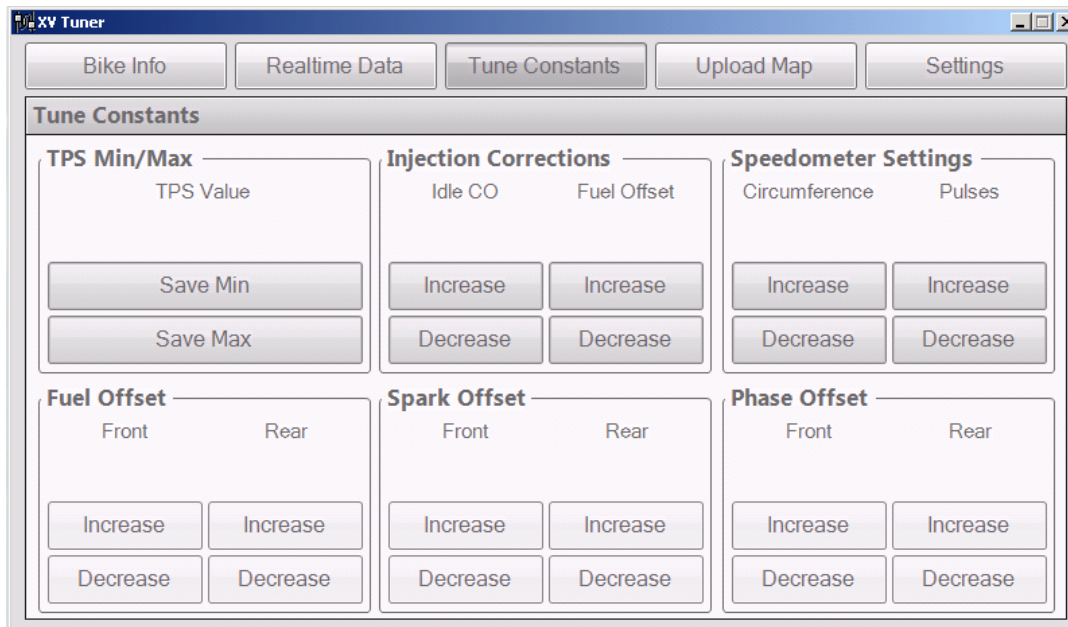 XV Tuner
Bike Info Realtime Data Tune Constants Upload Map Settings
Tune Constants
TPS Min/Max Injection Corrections Speedometer Settings
TPS Value Idle CO Fuel Offset Circumference Pulses
Save Min Increase Increase Increase Increase
Save Max Decrease Decrease Decrease Decrease
Fuel Offset Spark Offset Phase Offset
Front Rear Front Rear Front Rear
Increase Increase Increase Increase Increase Increase
Decrease Decrease Decrease Decrease Decrease Decrease